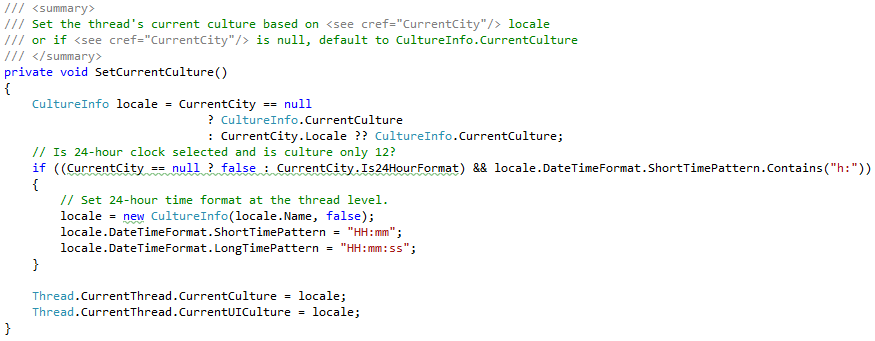 /// <summary>
/// Set the thread's current culture based on <see cref="CurrentCity"/> locale
/// or if <see cref="CurrentCity"/> is null, default to CultureInfo.CurrentCulture
/// </summary>
private void SetCurrentCulture()
{
    CultureInfo locale = CurrentCity == null
                            ? CultureInfo.CurrentCulture
                            : CurrentCity.Locale ?? CultureInfo.CurrentCulture;
    // Is 24-hour clock selected and is culture only 12?
    if ((CurrentCity == null ? false : CurrentCity.Is24HourFormat) && locale.DateTimeFormat.ShortTimePattern.Contains("h:"))
    {
        // Set 24-hour time format at the thread level.
        locale = new CultureInfo(locale.Name, false);
        locale.DateTimeFormat.ShortTimePattern = "HH:mm";
        locale.DateTimeFormat.LongTimePattern = "HH:mm:ss";
    }

    Thread.CurrentThread.CurrentCulture = locale;
    Thread.CurrentThread.CurrentUICulture = locale;
}